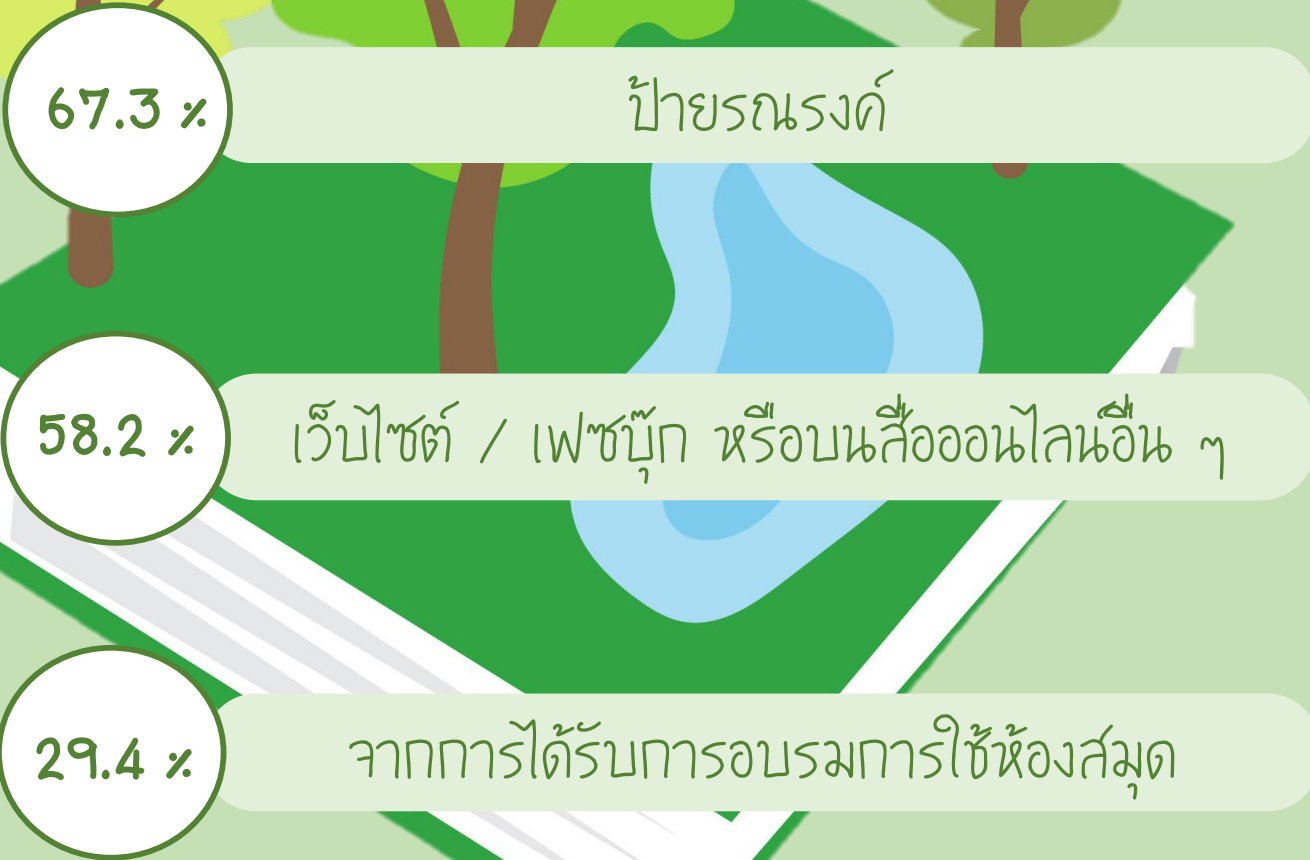 67.3 % ป้ายรณรงค์
58.2 % เว็บไซต์ / เฟซบุ๊ก หรือบนสื่อออนไลน์อื่น ๆ
29.4 % จากการได้รับการอบรมการใช้ห้องสมุด